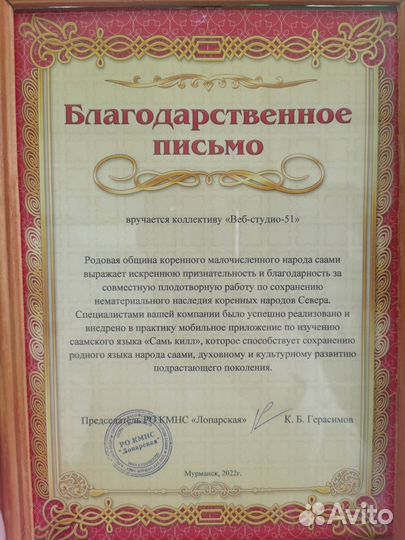 Благодарственное
письмо
вручается коллективу «Веб-студио-51»
Родовая община коренного малочисленного народа саами
выражает искреннюю признательность и благодарность за
совместную плодотворную работу по сохранению
нематериального наследия коренных народов Севера.
Специалистами вашей компании было успешно реализовано и
внедрено в практику мобильное приложение по изучению
саамского языка «Самь килл», которое способствует сохранению
родного языка народа саами, духовному и культурному развитию
подрастающего поколения.
Председатель РО КМНС «Лопарская» К. Б. Герасимов
РО КМНС
"Лопарская"
Мурманск, 2022г.
Avito